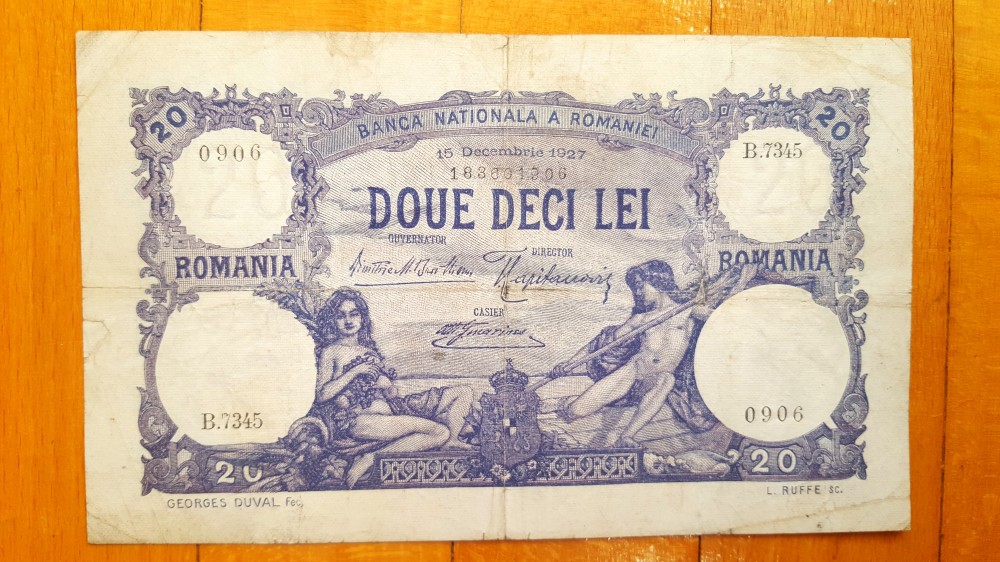 20 20
BANCA NATIONALA A ROMANIEI
0906 15 Decembrie 1927 B.7345
DOUE DECI LEI
GUVERNATOR DIRECTOR
ROMANIA ROMANIA
CASIER
B.7345 0906
20 20
GEORGES DUVAL Fec. L. RUFFE SC.